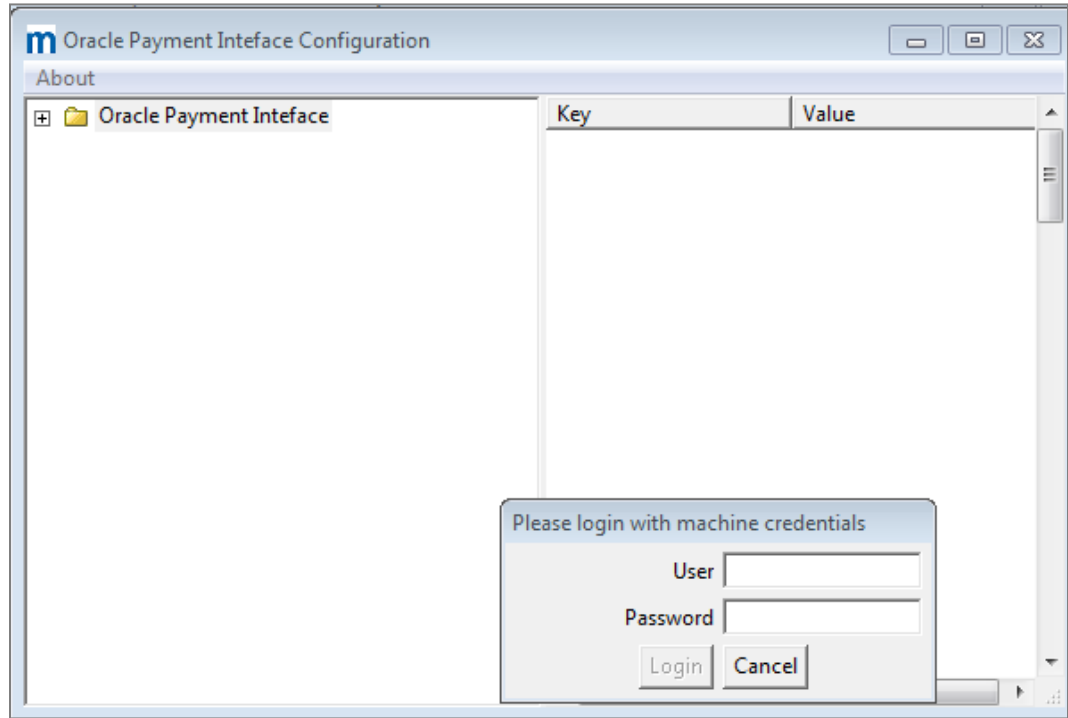 m Oracle Payment Inteface Configuration
About
Oracle Payment Inteface
Key Value
Please login with machine credentials
User
Password
Login Cancel